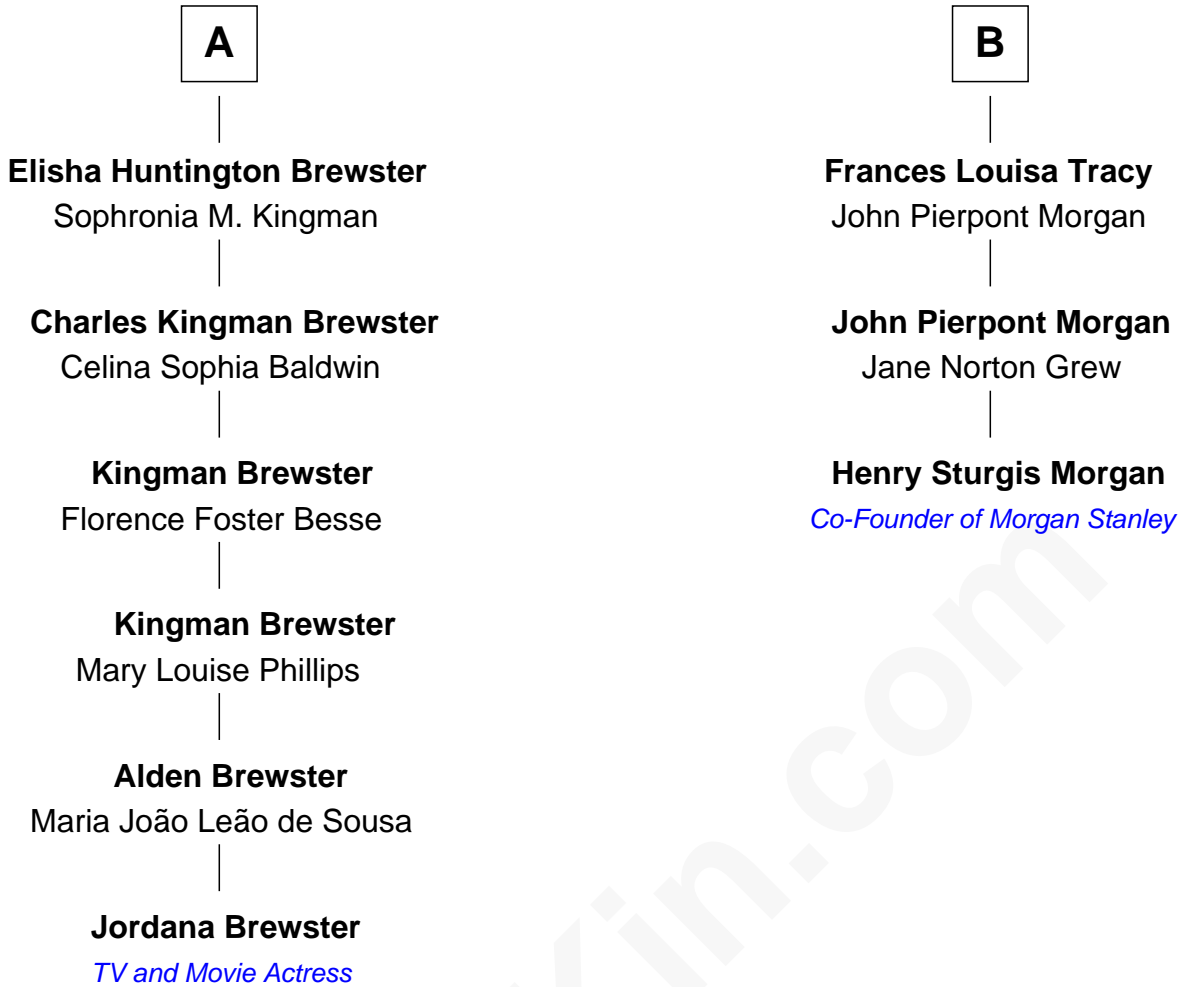 A
Elisha Huntington Brewster
Sophronia M. Kingman
Charles Kingman Brewster
Celina Sophia Baldwin
Kingman Brewster
Florence Foster Besse
Kingman Brewster
Mary Louise Phillips
Alden Brewster
Maria João Leão de Sousa
Jordana Brewster
TV and Movie Actress
B
Frances Louisa Tracy
John Pierpont Morgan
John Pierpont Morgan
Jane Norton Grew
Henry Sturgis Morgan
Co-Founder of Morgan Stanley
Kin.com